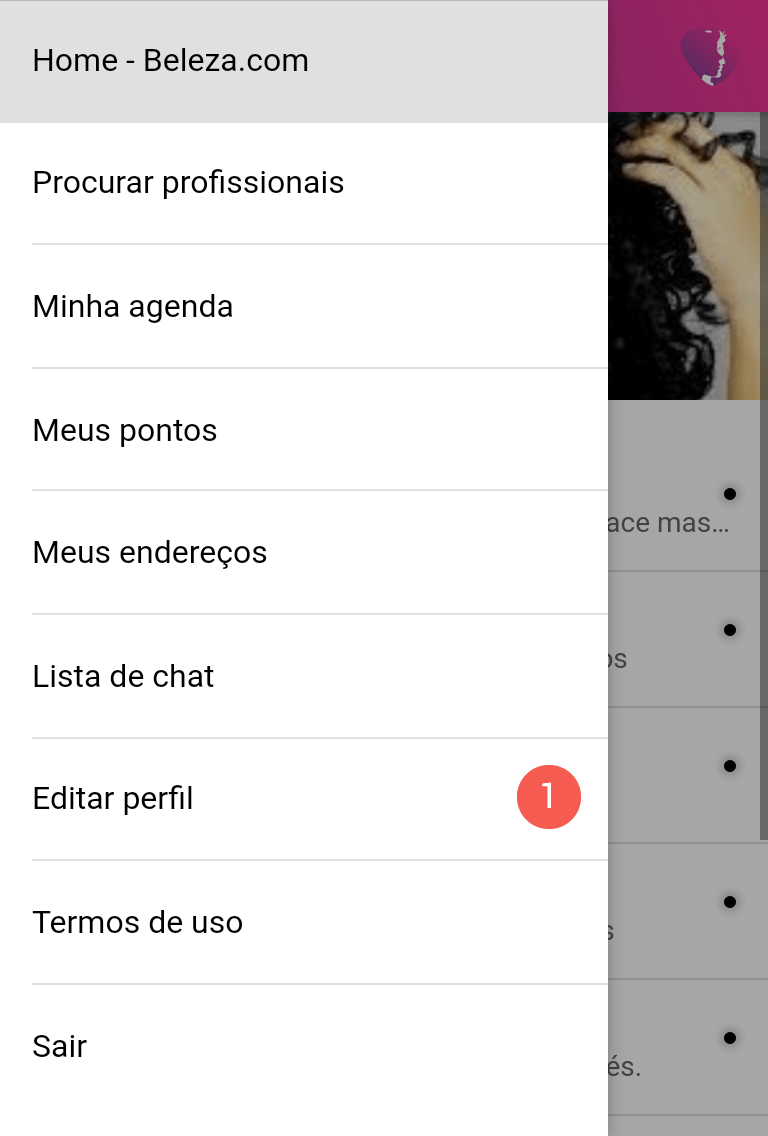 Home - Beleza.com
Procurar profissionais
Minha agenda
Meus pontos
Meus endereços
ace mas...
Lista de chat
os
Editar perfil
1
Termos de uso
s
Sair
és.